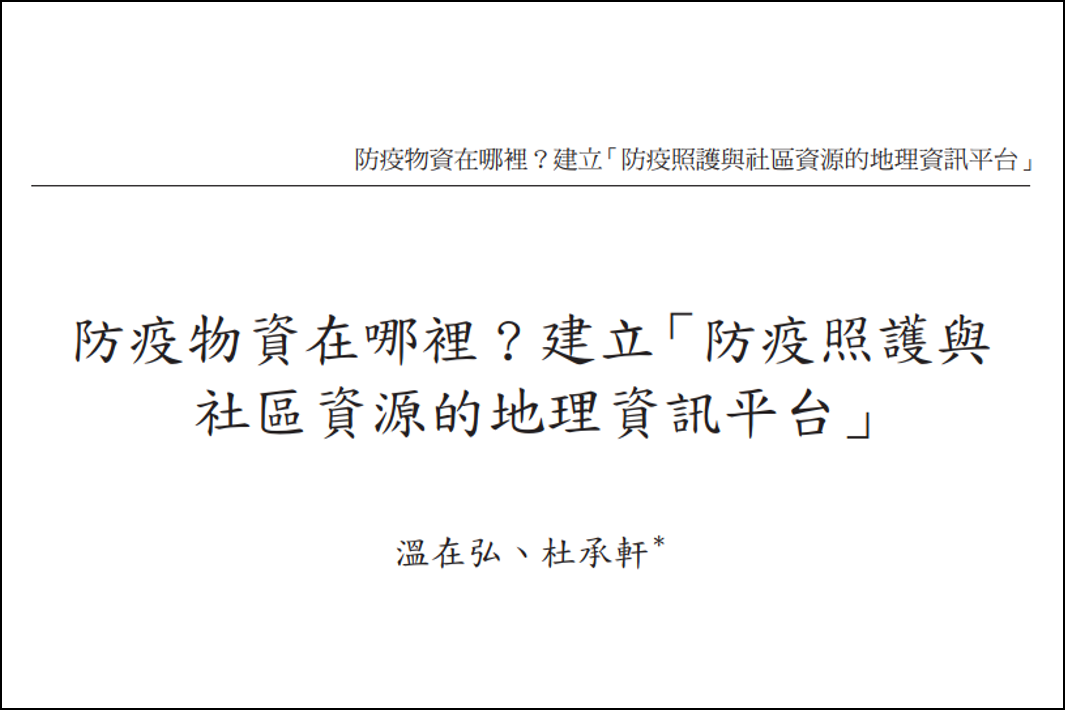 防疫物資在哪裡？建立「防疫照護與社區資源的地理資訊平台」
防疫物資在哪裡？建立「防疫照護與
社區資源的地理資訊平台」
溫在弘、杜承軒*